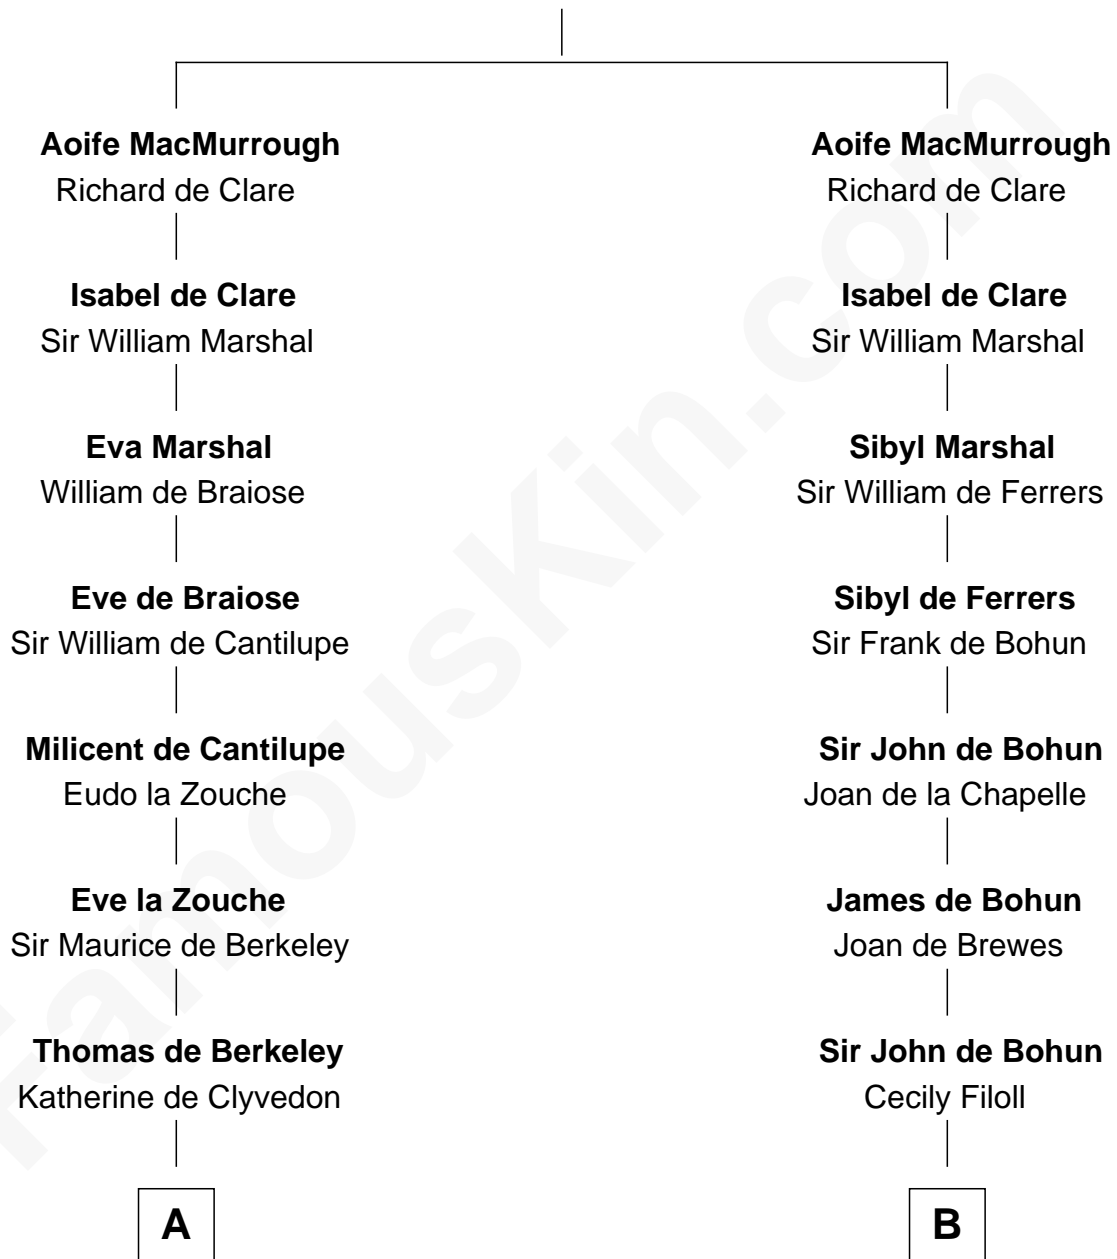 Aoife MacMurrough
Richard de Clare
Isabel de Clare
Sir William Marshal
Eva Marshal
William de Braiose
Eve de Braiose
Sir William de Cantilupe
Milicent de Cantilupe
Eudo la Zouche
Eve la Zouche
Sir Maurice de Berkeley
Thomas de Berkeley
Katherine de Clyvedon
A
Aoife MacMurrough
Richard de Clare
Isabel de Clare
Sir William Marshal
Sibyl Marshal
Sir William de Ferrers
Sibyl de Ferrers
Sir Frank de Bohun
Sir John de Bohun
Joan de la Chapelle
James de Bohun
Joan de Brewes
Sir John de Bohun
Cecily Filoll
B
FamousKin.com